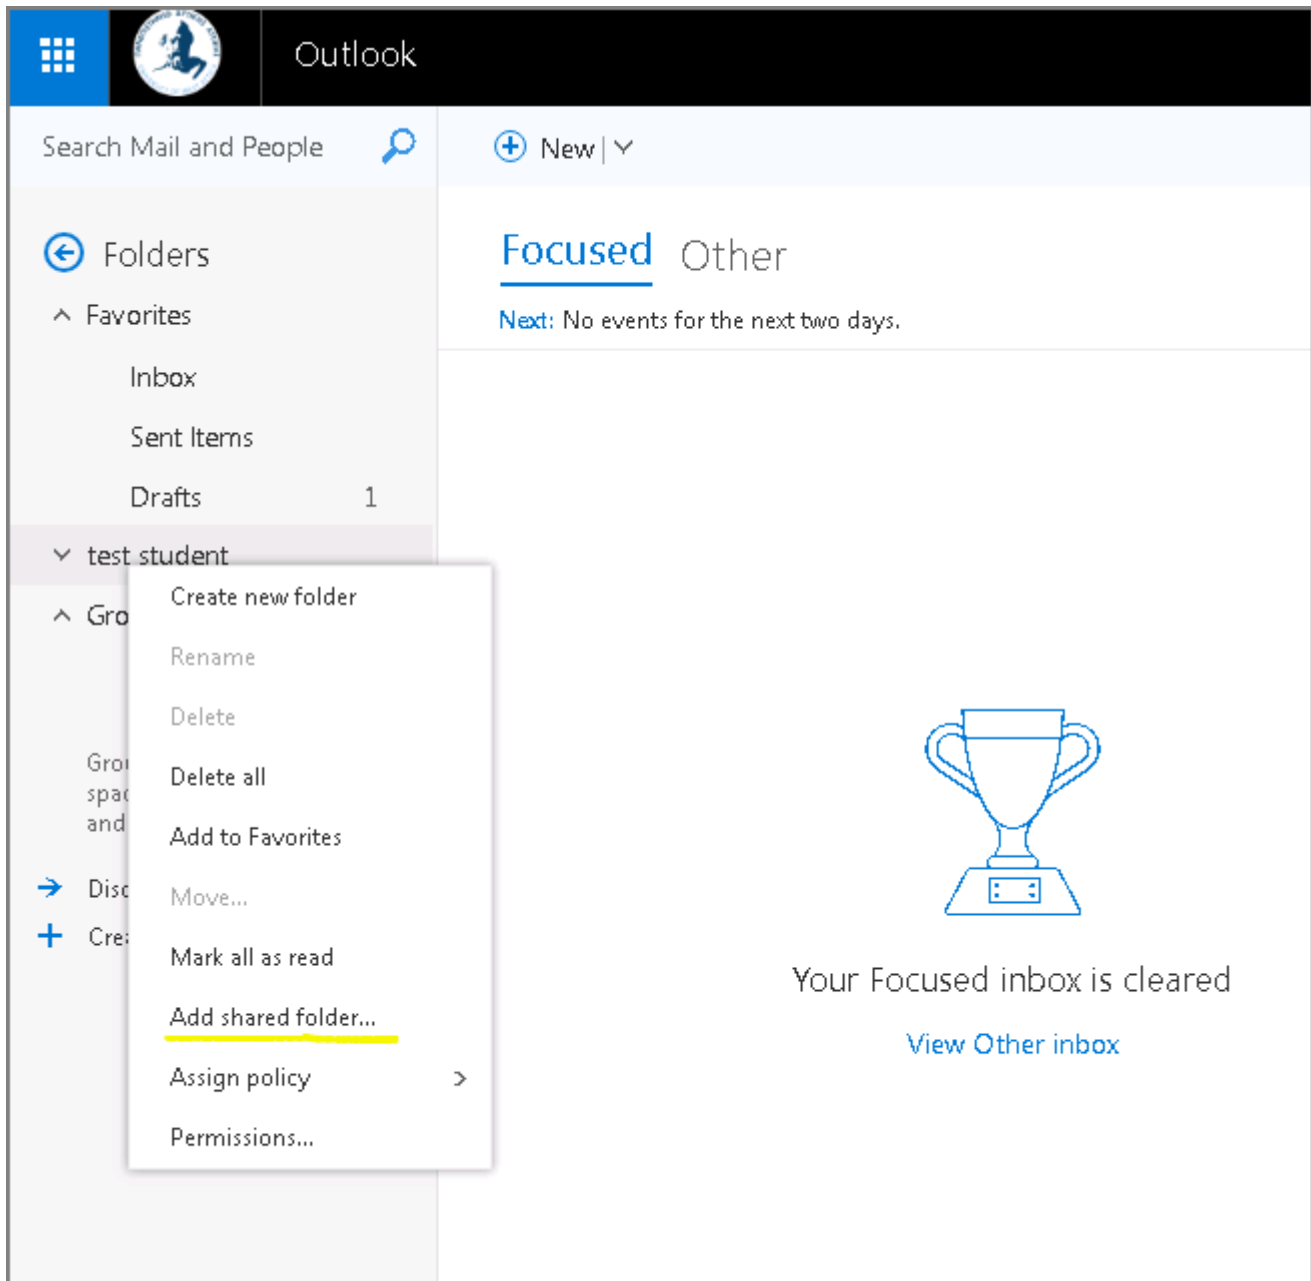 Outlook
Search Mail and People
New
Folders
Focused Other
Favorites
Next: No events for the next two days.
Inbox
Sent Items
Drafts 1
test student
Create new folder
Rename
Delete
Delete all
Add to Favorites
Move...
Mark all as read
Add shared folder...
Assign policy
Permissions...
and
Your Focused inbox is cleared
View Other inbox